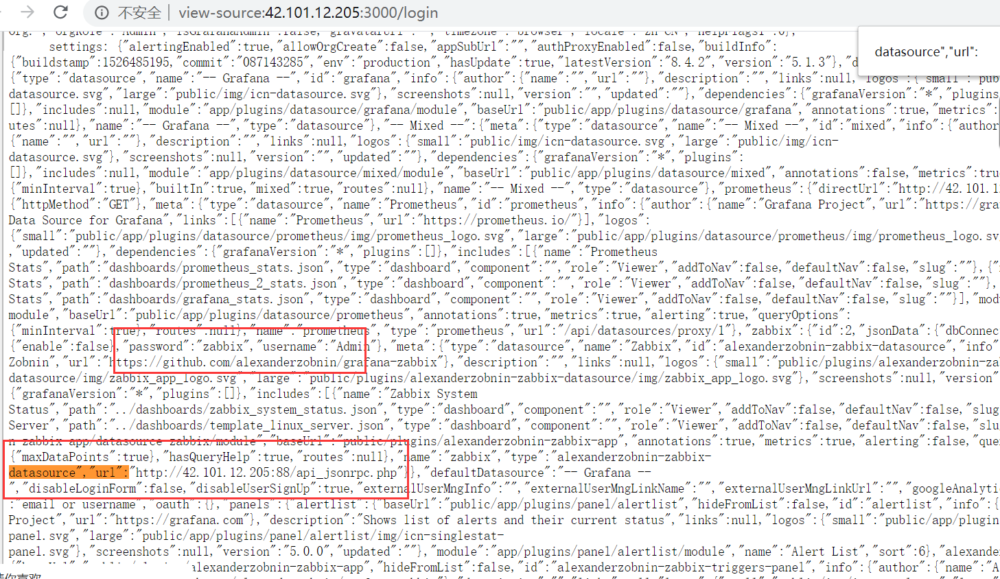 不安全 view-source:42.101.12.205:3000/login
datasource","url":
settings: {"alertingEnabled":true,"allowOrgCreate":false,"appSubUrl":"","authProxyEnabled":false,"buildInfo":
{"buildstamp":1526485195,"commit":"087143285","env":"production","hasUpdate":true,"latestVersion":"8.4.2","version":"5.1.3"},"d
{"type":"datasource","name":"-- Grafana --","id":"grafana","info":{"author":{"name":"","url":""},"description":"","links":null,"logos":{"small":"pub
datasource.svg","large":"public/img/icn-datasource.svg"},"screenshots":null,"version":"","updated":""},"dependencies":{"grafanaVersion":"*","plugins
[]},"includes":null,"module":"app/plugins/datasource/grafana/module","baseUrl":"public/app/plugins/datasource/grafana","annotations":true,"metrics":
utes":null},"name":"-- Grafana --","type":"datasource"},"-- Mixed --":{"meta":{"type":"datasource","name":"-- Mixed --","id":"mixed","info":{"author
{"name":"","url":""},"description":"","links":null,"logos":{"small":"public/img/icn-datasource.svg","large":"public/img/icn-
datasource.svg"},"screenshots":null,"version":"","updated":""},"dependencies":{"grafanaVersion":"*","plugins":
[]},"includes":null,"module":"app/plugins/datasource/mixed/module","baseUrl":"public/app/plugins/datasource/mixed","annotations":false,"metrics":tru
{"minInterval":true},"builtIn":true,"mixed":true,"routes":null},"name":"-- Mixed --","type":"datasource"},"prometheus":{"directUrl":"http://42.101.1
{"httpMethod":"GET"},"meta":{"type":"datasource","name":"Prometheus","id":"prometheus","info":{"author":{"name":"Grafana Project","url":"https://gra
Data Source for Grafana","links":[{"name":"Prometheus","url":"https://prometheus.io/"}],"logos":
{"small":"public/app/plugins/datasource/prometheus/img/prometheus_logo.svg","large":"public/app/plugins/datasource/prometheus/img/prometheus_logo.sv
,"updated":""},"dependencies":{"grafanaVersion":"*","plugins":[]},"includes":[{"name":"Prometheus
Stats","path":"dashboards/prometheus_stats.json","type":"dashboard","component":"","role":"Viewer","addToNav":false,"defaultNav":false,"slug":""},{"
Stats","path":"dashboards/prometheus_2_stats.json","type":"dashboard","component":"","role":"Viewer","addToNav":false,"defaultNav":false,"slug":""},
Stats","path":"dashboards/grafana_stats.json","type":"dashboard","component":"","role":"Viewer","addToNav":false,"defaultNav":false,"slug":""}],"mod
module","baseUrl":"public/app/plugins/datasource/prometheus","annotations":true,"metrics":true,"alerting":true,"queryOptions":
{"minInterval":true},"routes":null},"name":"prometheus","type":"prometheus","url":"/api/datasources/proxy/1"},"zabbix":{"id":2,"jsonData":{"dbConnec
{"enable":false},"password":"zabbix","username":"Admin"},"meta":{"type":"datasource","name":"Zabbix","id":"alexanderzobnin-zabbix-datasource","info"
Zobnin","url":"https://github.com/alexanderzobnin/grafana-zabbix"},"description":"","links":null,"logos":{"small":"public/plugins/alexanderzobnin-za
datasource/img/zabbix_app_logo.svg","large":"public/plugins/alexanderzobnin-zabbix-datasource/img/zabbix_app_logo.svg"},"screenshots":null,"version"
{"grafanaVersion":"*","plugins":[]},"includes":[{"name":"Zabbix System
Status","path":"../dashboards/zabbix_system_status.json","type":"dashboard","component":"","role":"Viewer","addToNav":false,"defaultNav":false,"slug
Server","path":"../dashboards/template_linux_server.json","type":"dashboard","component":"","role":"Viewer","addToNav":false,"defaultNav":false,"slu
n-zabbix-app/datasource-zabbix/module","baseUrl":"public/plugins/alexanderzobnin-zabbix-app","annotations":true,"metrics":true,"alerting":false,"que
{"maxDataPoints":true},"hasQueryHelp":true,"routes":null},"name":"zabbix","type":"alexanderzobnin-zabbix-
datasource","url":"http://42.101.12.205:88/api_jsonrpc.php"}},"defaultDatasource":"-- Grafana --
","disableLoginForm":false,"disableUserSignUp":true,"externalUserMngInfo":"","externalUserMngLinkName":"","externalUserMngLinkUrl":"","googleAnalyti
:"email or username","oauth":{},"panels":{"alertlist":{"baseUrl":"public/app/plugins/panel/alertlist","hideFromList":false,"id":"alertlist","info":{
Project","url":"https://grafana.com"},"description":"Shows list of alerts and their current status","links":null,"logos":{"small":"public/app/plugin
panel.svg","large":"public/app/plugins/panel/alertlist/img/icn-singlestat-
panel.svg"},"screenshots":null,"version":"5.0.0","updated":""},"module":"app/plugins/panel/alertlist/module","name":"Alert List","sort":6},"alexande
alexanderzobnin-zabbix-app","hideFromList":false,"id":"alexanderzobnin-zabbix-triggers-panel","info":{"author":{"name":"A